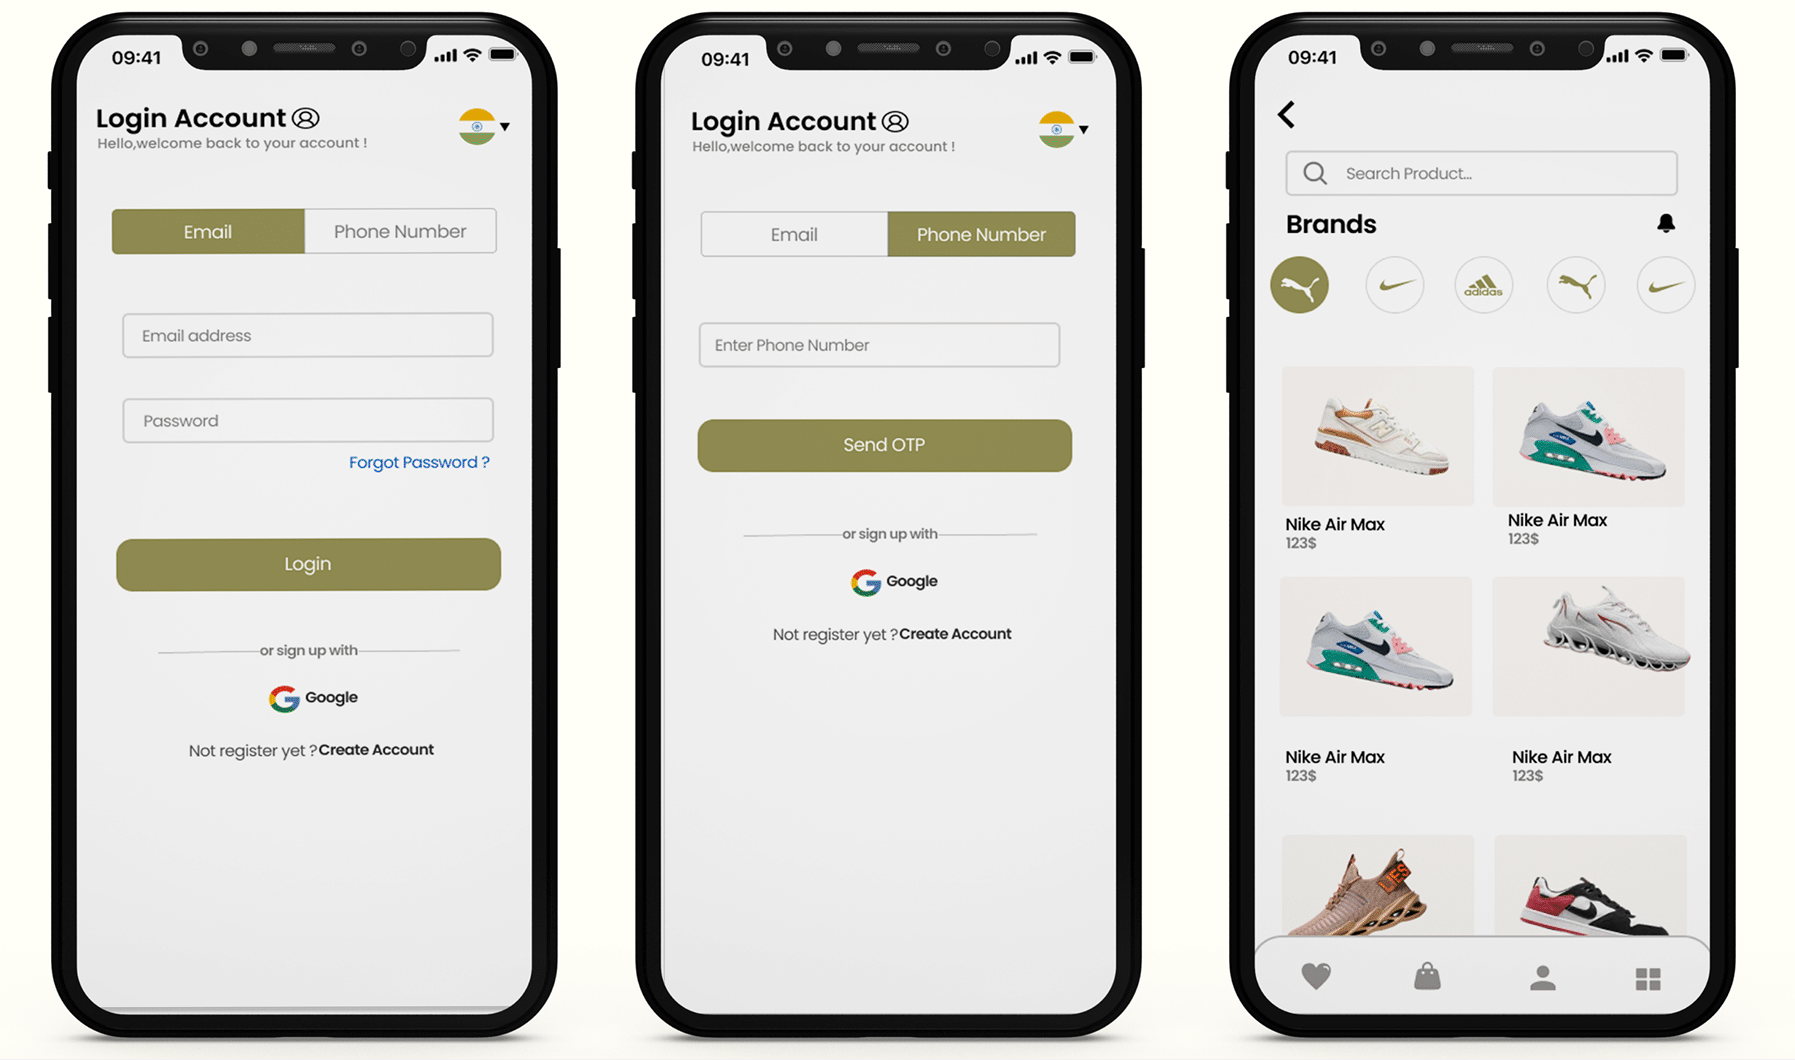 09:41
Login Account
Hello,welcome back to your account !
Email
Phone Number
Email address
Password
Forgot Password ?
Login
or sign up with
Google
Not register yet ?Create Account
09:41
Login Account
Hello,welcome back to your account !
Email
Phone Number
Enter Phone Number
Send OTP
or sign up with
Google
Not register yet ?Create Account
09:41
Search Product...
Brands
adidas
Nike Air Max
123$
Nike Air Max
123$
Nike Air Max
123$
Nike Air Max
123$
LIES